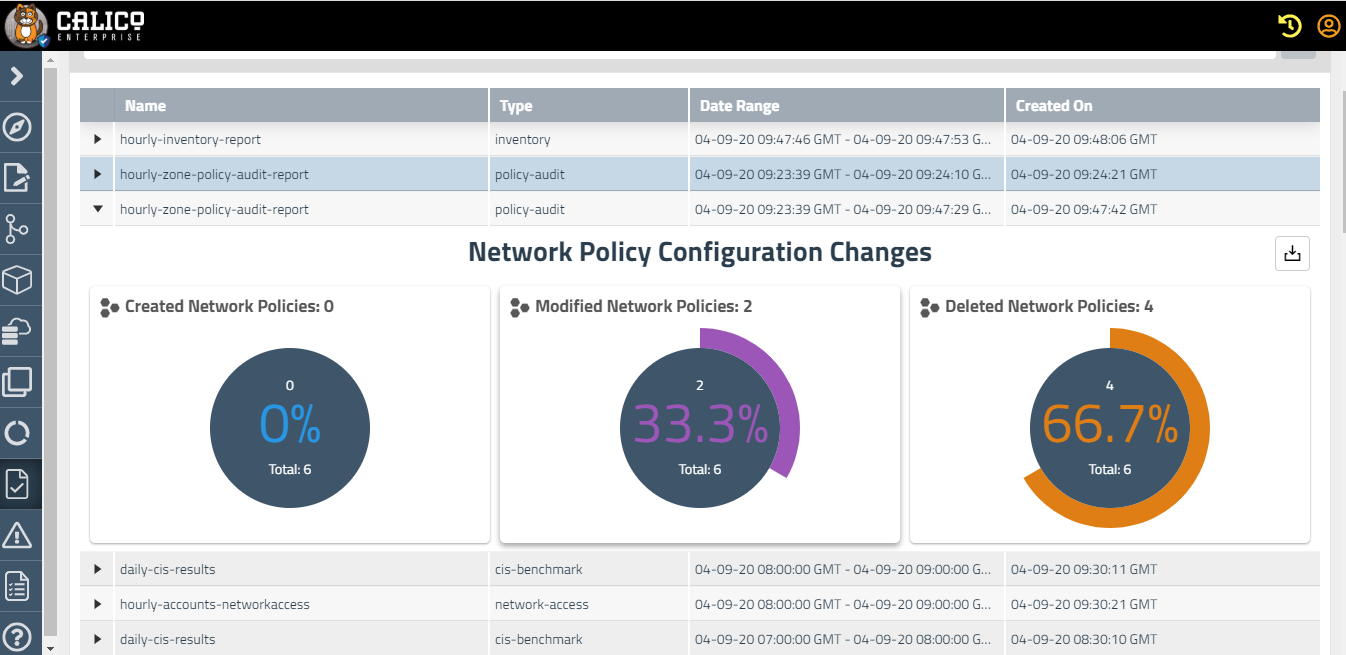 CALICO
ENTERPRISE
Name Type Date Range Created On
hourly-inventory-report inventory 04-09-20 09:47:46 GMT - 04-09-20 09:47:53 G... 04-09-20 09:48:06 GMT
hourly-zone-policy-audit-report policy-audit 04-09-20 09:23:39 GMT - 04-09-20 09:24:10 G... 04-09-20 09:24:21 GMT
hourly-zone-policy-audit-report policy-audit 04-09-20 09:23:39 GMT - 04-09-20 09:47:29 G... 04-09-20 09:47:42 GMT
Network Policy Configuration Changes
Created Network Policies: 0
0
0%
Total: 6
Modified Network Policies: 2
2
33.3%
Total: 6
Deleted Network Policies: 4
4
66.7%
Total: 6
daily-cis-results cis-benchmark 04-09-20 08:00:00 GMT - 04-09-20 09:00:00 G... 04-09-20 09:30:11 GMT
hourly-accounts-networkaccess network-access 04-09-20 08:00:00 GMT - 04-09-20 09:00:00 G... 04-09-20 09:30:21 GMT
daily-cis-results cis-benchmark 04-09-20 07:00:00 GMT - 04-09-20 08:00:00 G... 04-09-20 08:30:10 GMT